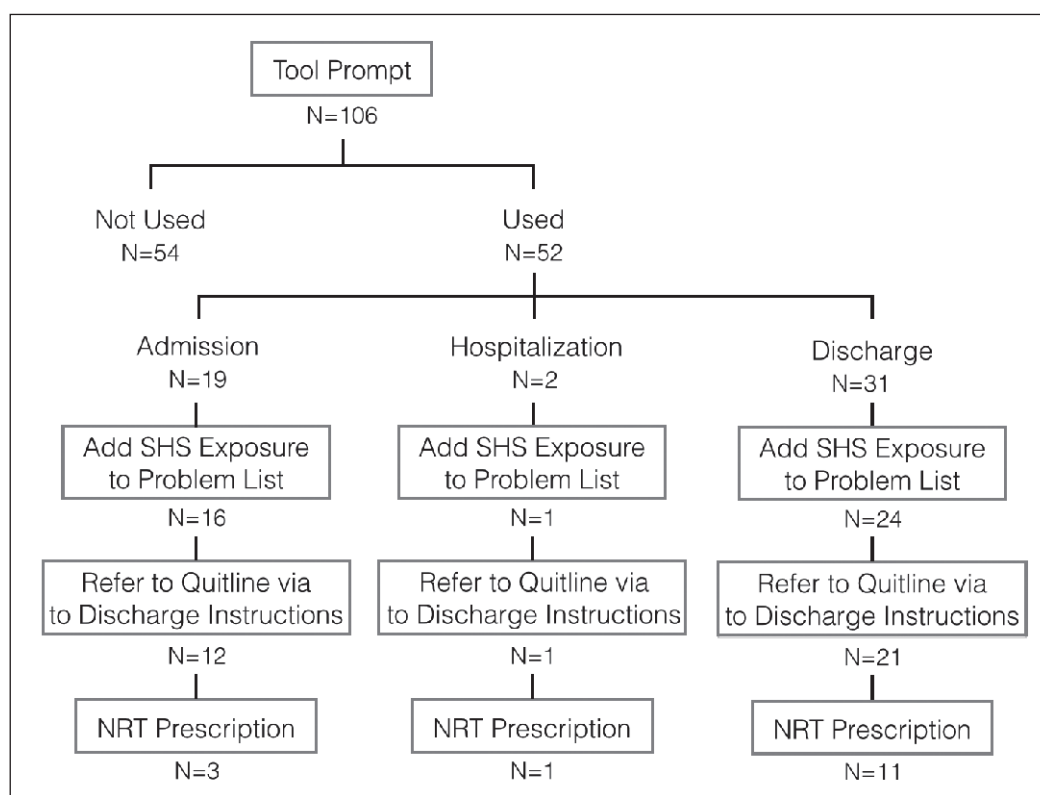 Tool Prompt
N=106
Not Used
N=54
Used
N=52
Admission
N=19
Hospitalization
N=2
Discharge
N=31
Add SHS Exposure
to Problem List
N=16
Add SHS Exposure
to Problem List
N=1
Add SHS Exposure
to Problem List
N=24
Refer to Quitline via
to Discharge Instructions
N=12
Refer to Quitline via
to Discharge Instructions
N=1
Refer to Quitline via
to Discharge Instructions
N=21
NRT Prescription
N=3
NRT Prescription
N=1
NRT Prescription
N=11